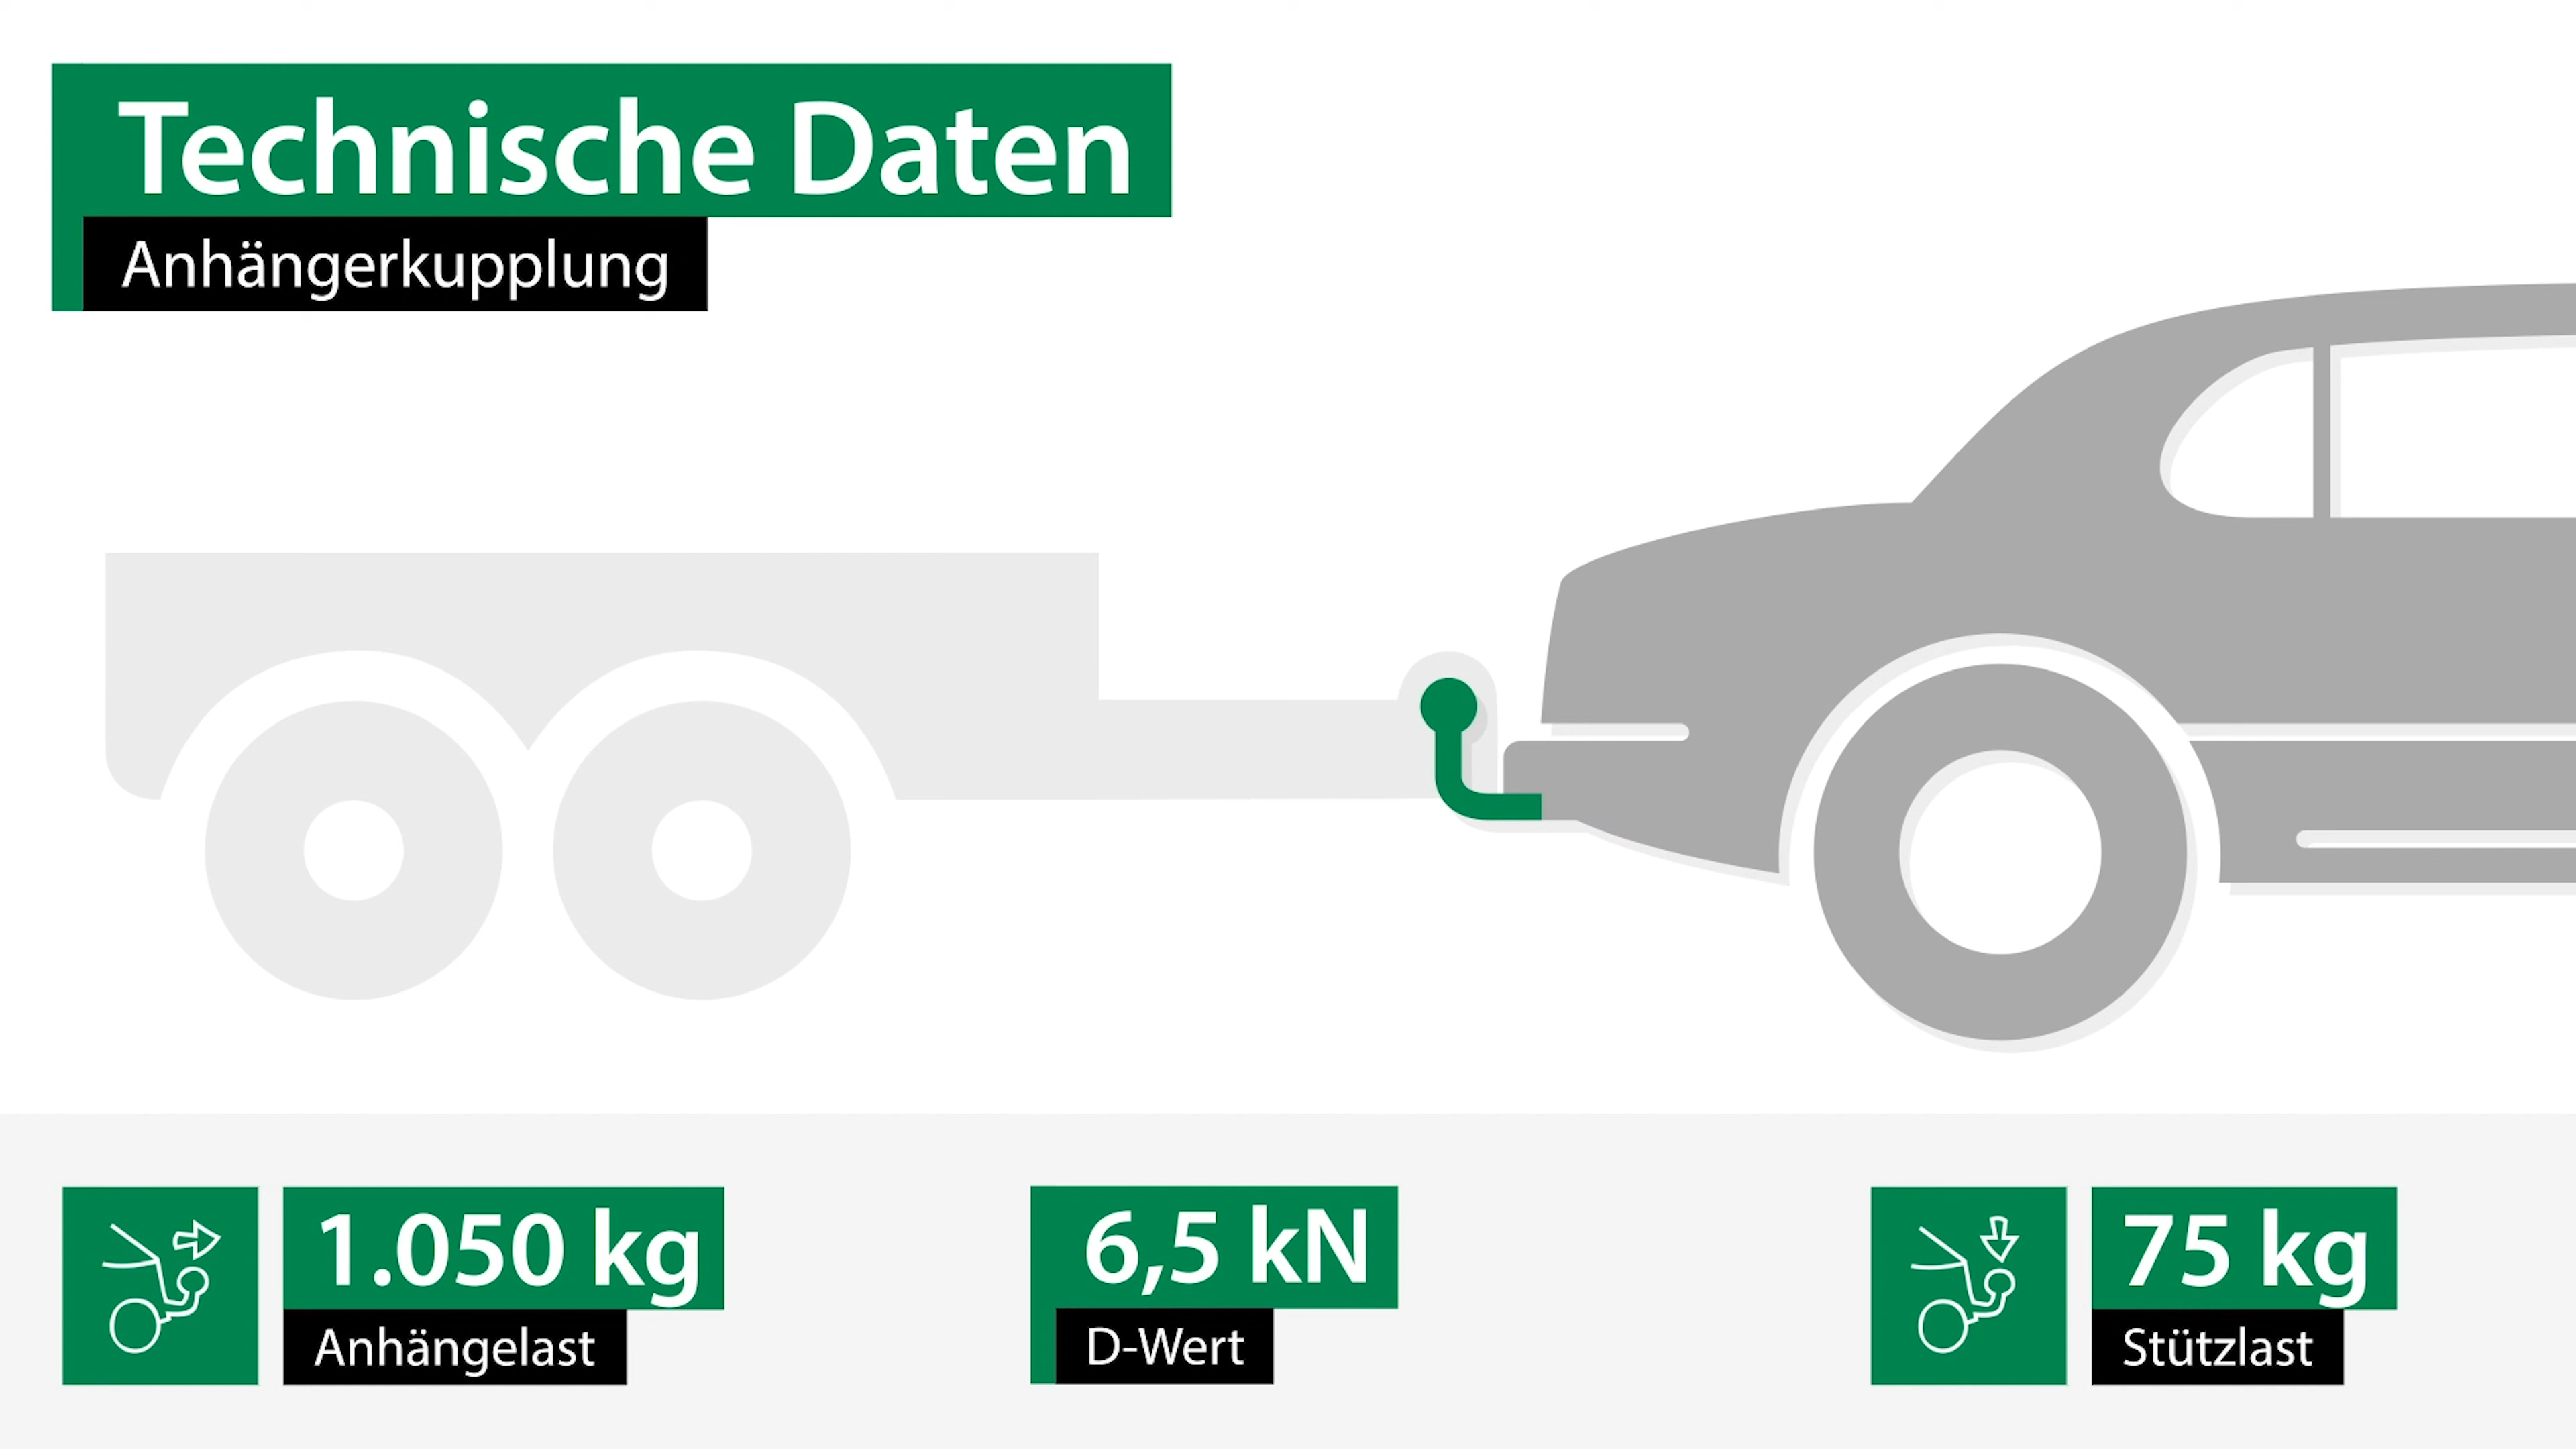 Technische Daten
Anhängerkupplung
1.050 kg
Anhängelast
6,5 kN
D-Wert
75 kg
Stützlast